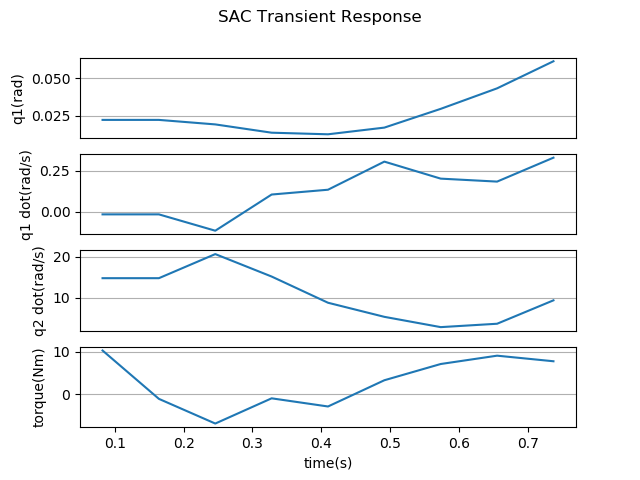 SAC Transient Response
q1(rad)
0.050
0.025
q1 dot(rad/s)
0.25
0.00
q2 dot(rad/s)
20
10
torque(Nm)
10
0
0.1 0.2 0.3 0.4 0.5 0.6 0.7
time(s)